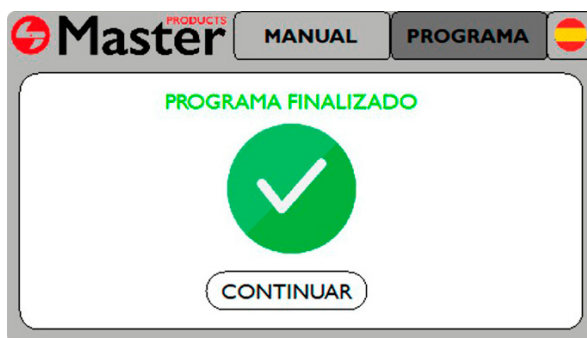 Master PRODUCTS
MANUAL
PROGRAMA
PROGRAMA FINALIZADO
CONTINUAR